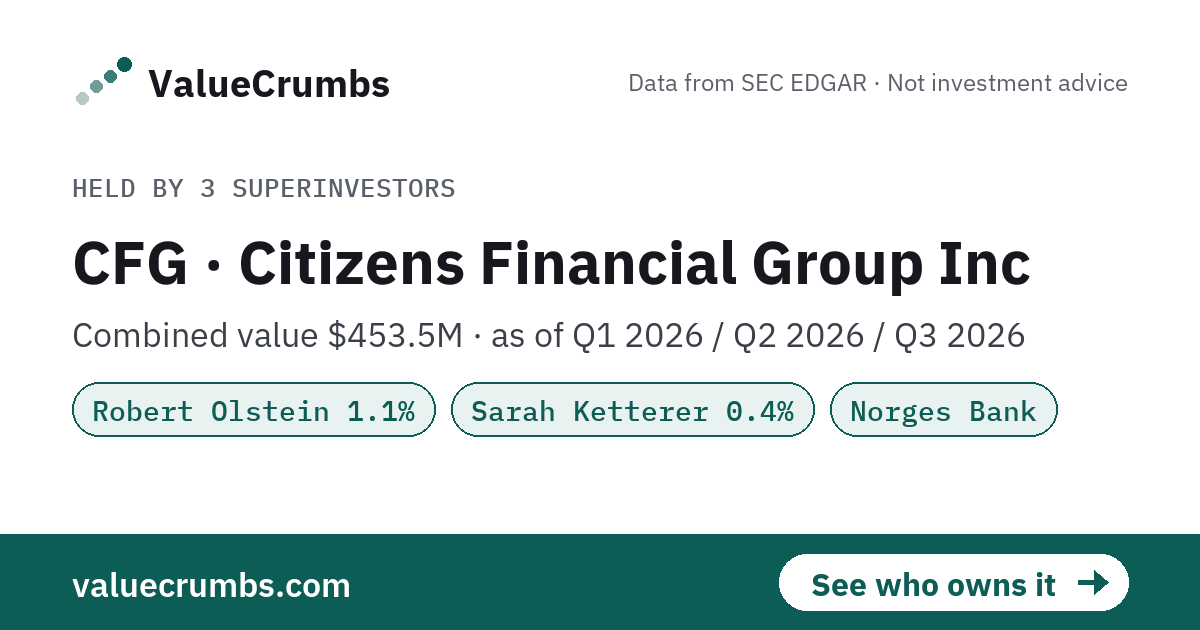 ValueCrumbs
Data from SEC EDGAR · Not investment advice
HELD BY 3 SUPERINVESTORS
CFG · Citizens Financial Group Inc
Combined value $453.5M · as of Q1 2026 / Q2 2026 / Q3 2026
Robert Olstein 1.1%
Sarah Ketterer 0.4%
Norges Bank
valuecrumbs.com
See who owns it →